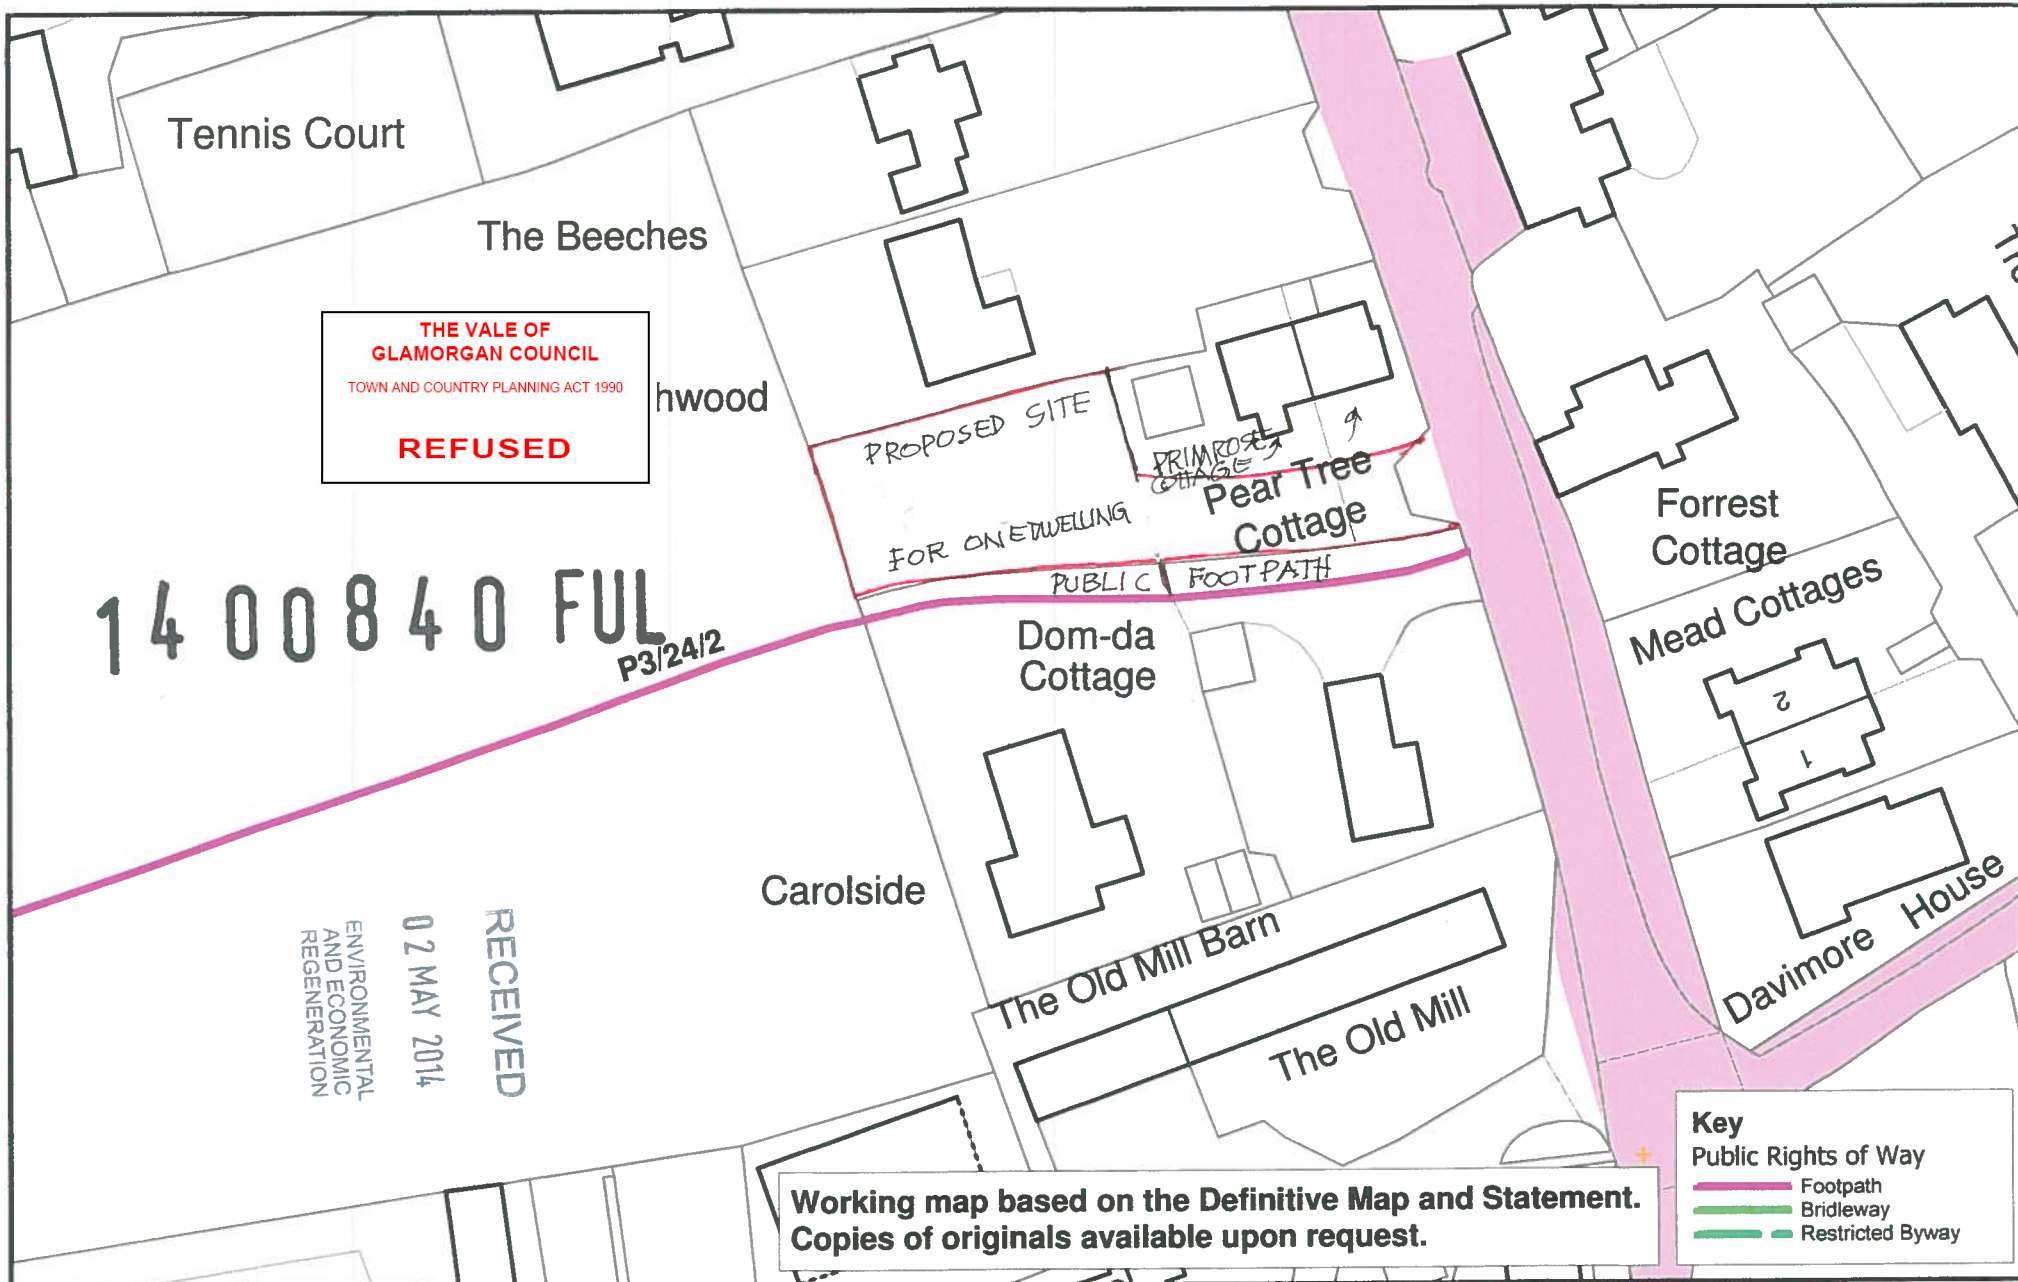 Tennis Court
The Beeches
THE VALE OF
GLAMORGAN COUNCIL
TOWN AND COUNTRY PLANNING ACT 1990
REFUSED
hwood
PROPOSED SITE
FOR ONE DWELLING
PRIMROSE
COTTAGE
Pear Tree
Cottage
PUBLIC FOOTPATH
1400840 FUL
P3/24/2
Dom-da
Cottage
Forrest
Cottage
Mead Cottages
2
1
Carolside
The Old Mill Barn
The Old Mill
Davimore House
RECEIVED
02 MAY 2014
ENVIRONMENTAL
AND ECONOMIC
REGENERATION
Working map based on the Definitive Map and Statement.
Copies of originals available upon request.
Key
Public Rights of Way
Footpath
Bridleway
Restricted Byway